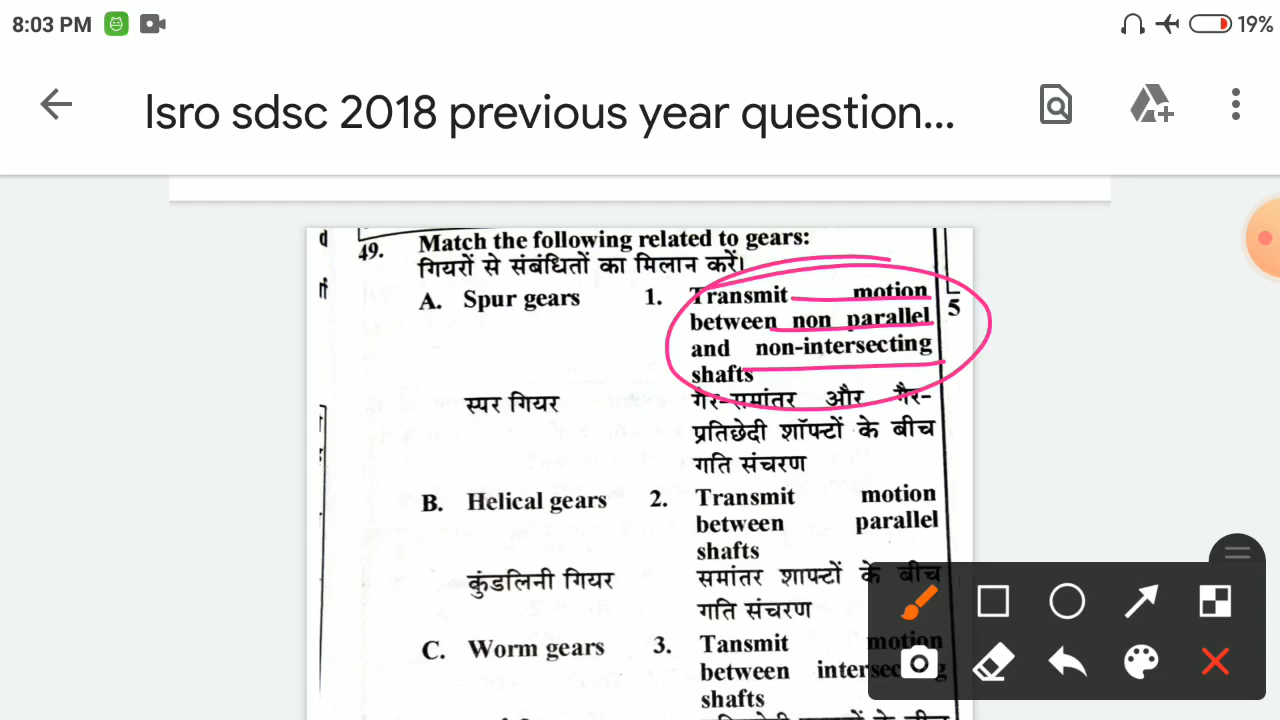 8:03 PM
19%
Isro sdsc 2018 previous year question...
49. Match the following related to gears:
गियरों से संबंधितों का मिलान करें।
A. Spur gears 1. Transmit motion
between non parallel 5
and non-intersecting
shafts
स्पर गियर गैर-समांतर और गैर-
प्रतिछेदी शॉफ्टों के बीच
गति संचरण
B. Helical gears 2. Transmit motion
between parallel
shafts
कुंडलिनी गियर समांतर शाफ्टों के बीच
गति संचरण
C. Worm gears 3. Tansmit motion
between intersecting
shafts